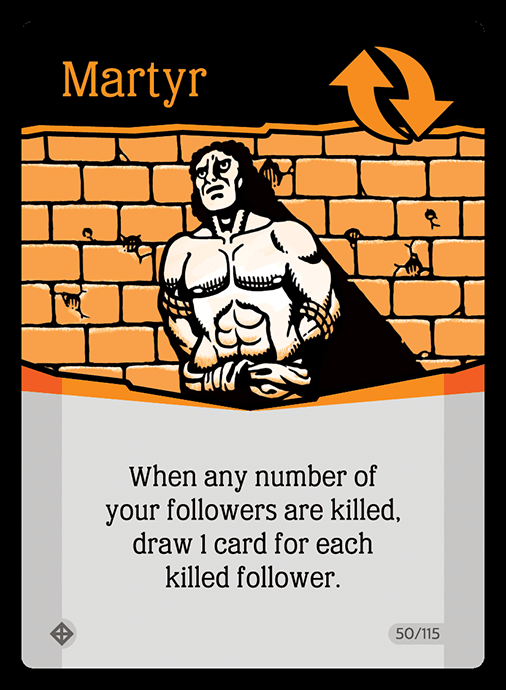 Martyr
When any number of
your followers are killed,
draw 1 card for each
killed follower.
50/115